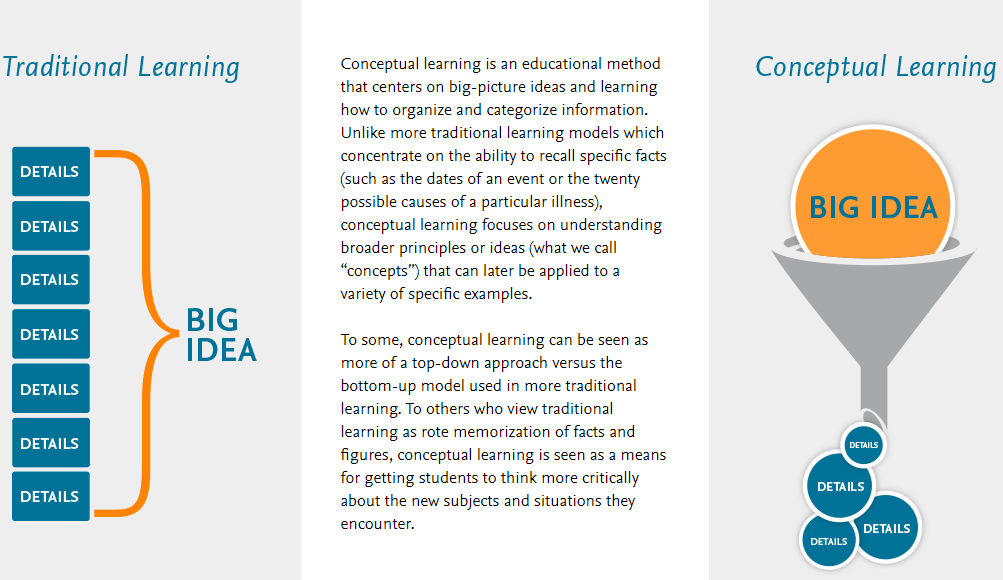 Traditional Learning
DETAILS
DETAILS
DETAILS
DETAILS
DETAILS
DETAILS
DETAILS
BIG
IDEA
Conceptual learning is an educational method
that centers on big-picture ideas and learning
how to organize and categorize information.
Unlike more traditional learning models which
concentrate on the ability to recall specific facts
(such as the dates of an event or the twenty
possible causes of a particular illness),
conceptual learning focuses on understanding
broader principles or ideas (what we call
“concepts”) that can later be applied to a
variety of specific examples.
To some, conceptual learning can be seen as
more of a top-down approach versus the
bottom-up model used in more traditional
learning. To others who view traditional
learning as rote memorization of facts and
figures, conceptual learning is seen as a means
for getting students to think more critically
about the new subjects and situations they
encounter.
Conceptual Learning
BIG IDEA
DETAILS
DETAILS
DETAILS
DETAILS